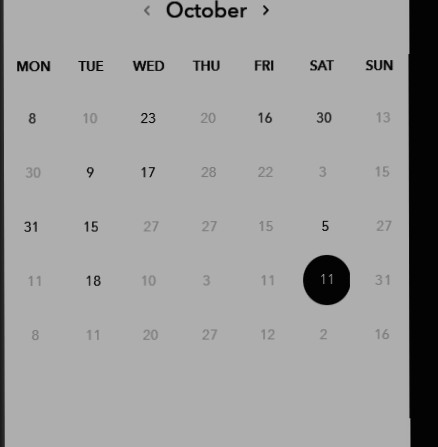 ‹ October ›
MON TUE WED THU FRI SAT SUN
8 10 23 20 16 30 13
30 9 17 28 22 3 15
31 15 27 27 15 5 27
11 18 10 3 11 11 31
8 11 20 27 12 2 16